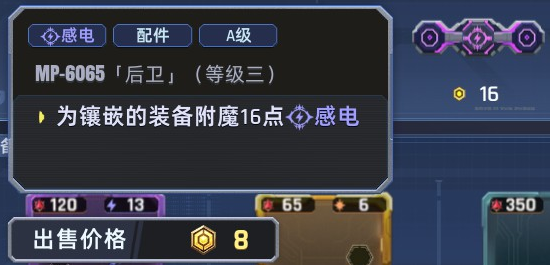 感电 配件 A级
MP-6065「后卫」（等级三）
16
为镶嵌的装备附魔16点感电
120 13 65 6 350
出售价格 8